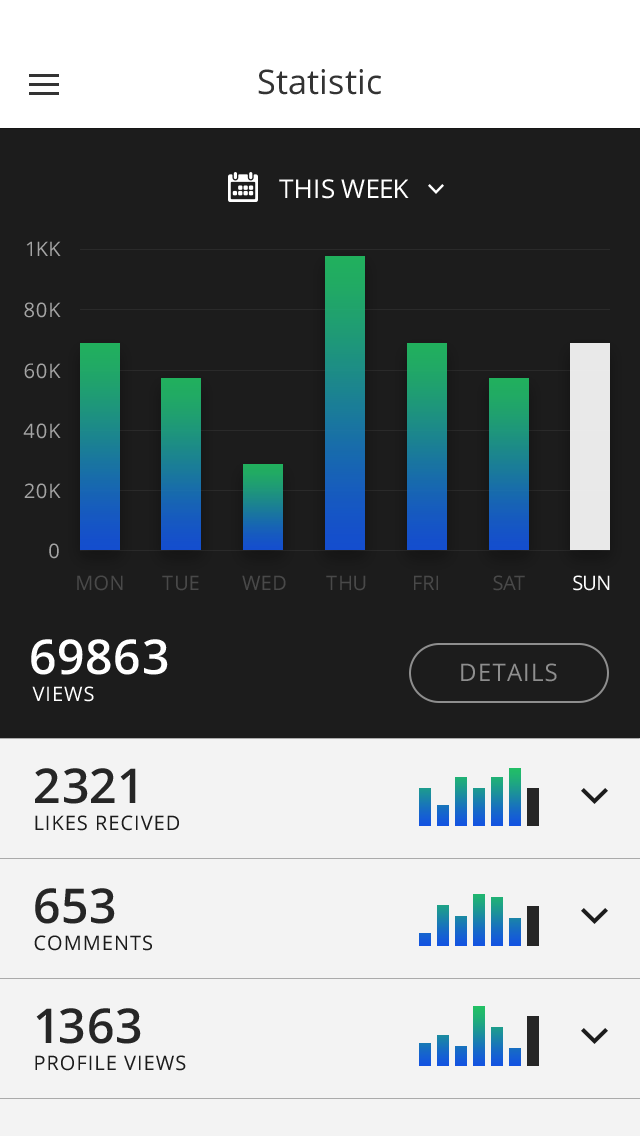 Statistic
THIS WEEK
1KK
80K
60K
40K
20K
0
MON TUE WED THU FRI SAT SUN
69863
VIEWS
DETAILS
2321
LIKES RECIVED
653
COMMENTS
1363
PROFILE VIEWS